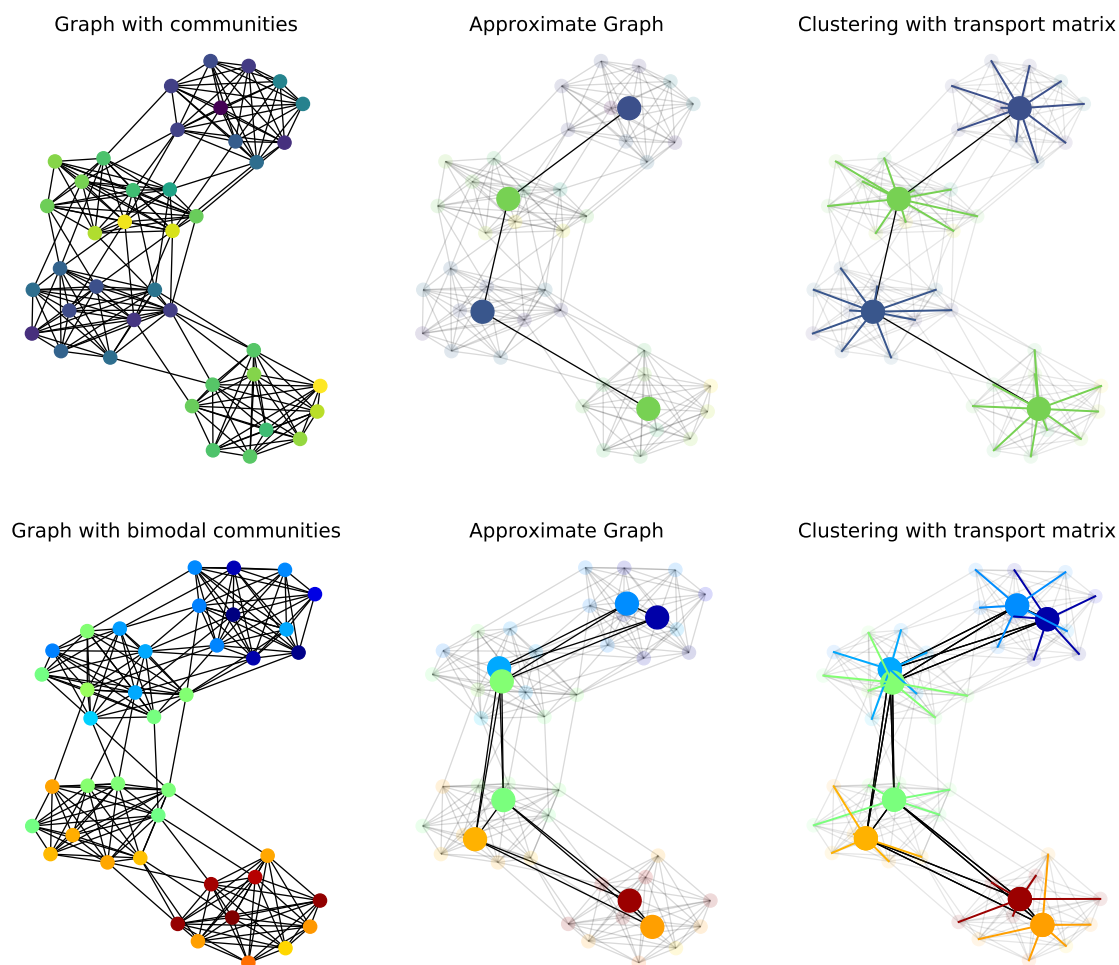 Graph with communities
Approximate Graph
Clustering with transport matrix
Graph with bimodal communities
Approximate Graph
Clustering with transport matrix